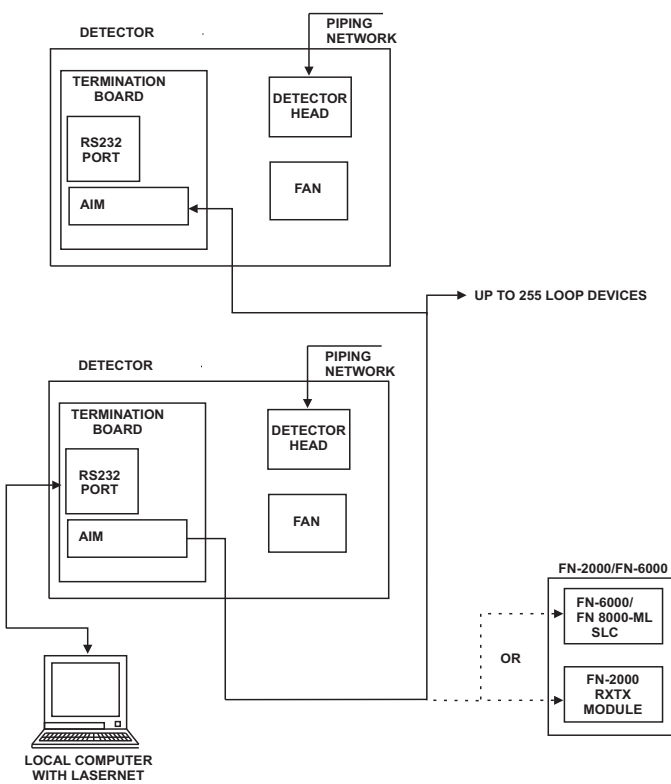 PIPING
NETWORK
DETECTOR
TERMINATION
BOARD
DETECTOR
HEAD
RS232
PORT
FAN
AIM
UP TO 255 LOOP DEVICES
PIPING
NETWORK
DETECTOR
TERMINATION
BOARD
DETECTOR
HEAD
RS232
PORT
FAN
AIM
FN-2000/FN-6000
FN-6000/
FN 8000-ML
SLC
OR
FN-2000
RXTX
MODULE
LOCAL COMPUTER
WITH LASERNET